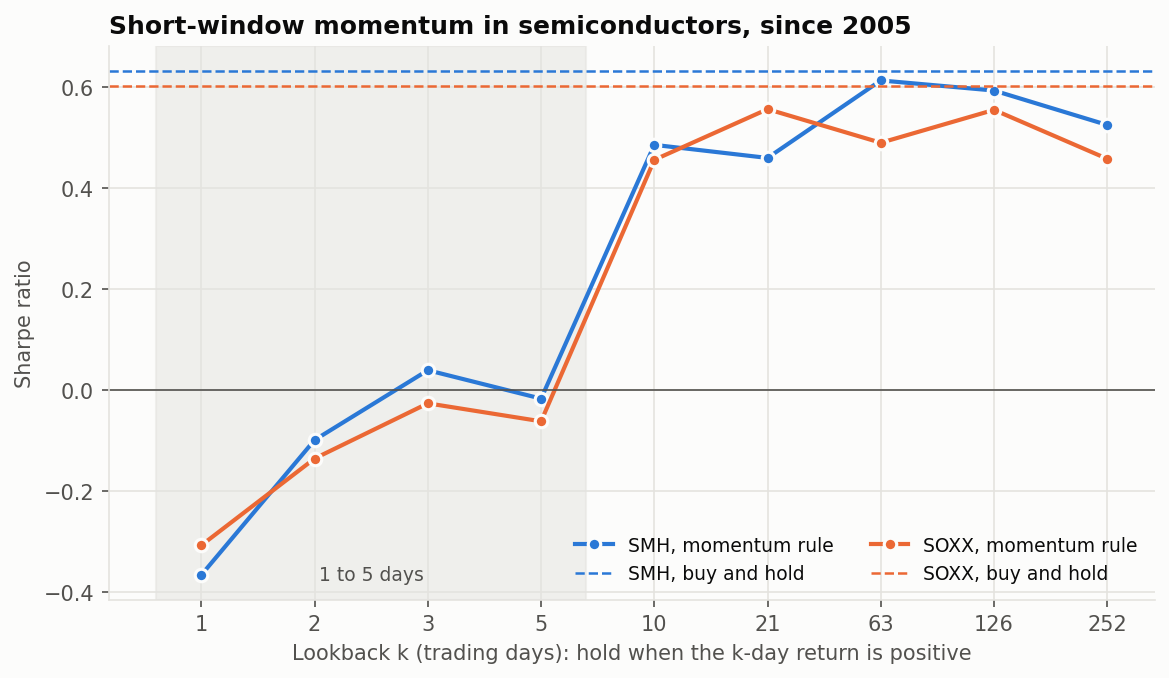 Short-window momentum in semiconductors, since 2005
Sharpe ratio
0.6
0.4
0.2
0.0
−0.2
−0.4
1 to 5 days
SMH, momentum rule
SMH, buy and hold
SOXX, momentum rule
SOXX, buy and hold
1 2 3 5 10 21 63 126 252
Lookback k (trading days): hold when the k-day return is positive